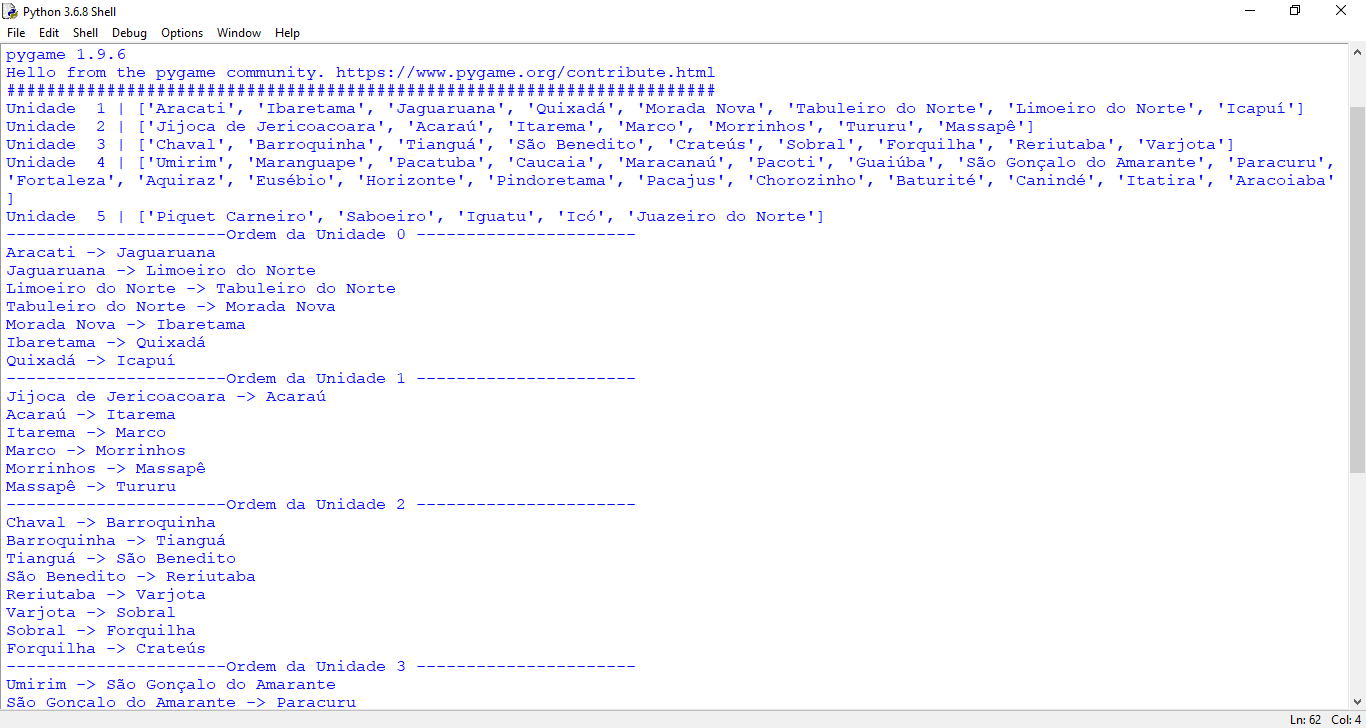 Python 3.6.8 Shell
File Edit Shell Debug Options Window Help
pygame 1.9.6
Hello from the pygame community. https://www.pygame.org/contribute.html
#######################################################################
Unidade  1 | ['Aracati', 'Ibaretama', 'Jaguaruana', 'Quixadá', 'Morada Nova', 'Tabuleiro do Norte', 'Limoeiro do Norte', 'Icapuí']
Unidade  2 | ['Jijoca de Jericoacoara', 'Acaraú', 'Itarema', 'Marco', 'Morrinhos', 'Tururu', 'Massapê']
Unidade  3 | ['Chaval', 'Barroquinha', 'Tianguá', 'São Benedito', 'Crateús', 'Sobral', 'Forquilha', 'Reriutaba', 'Varjota']
Unidade  4 | ['Umirim', 'Maranguape', 'Pacatuba', 'Caucaia', 'Maracanaú', 'Pacoti', 'Guaiúba', 'São Gonçalo do Amarante', 'Paracuru',
'Fortaleza', 'Aquiraz', 'Eusébio', 'Horizonte', 'Pindoretama', 'Pacajus', 'Chorozinho', 'Baturité', 'Canindé', 'Itatira', 'Aracoiaba'
]
Unidade  5 | ['Piquet Carneiro', 'Saboeiro', 'Iguatu', 'Icó', 'Juazeiro do Norte']
----------------------Ordem da Unidade 0 ----------------------
Aracati -> Jaguaruana
Jaguaruana -> Limoeiro do Norte
Limoeiro do Norte -> Tabuleiro do Norte
Tabuleiro do Norte -> Morada Nova
Morada Nova -> Ibaretama
Ibaretama -> Quixadá
Quixadá -> Icapuí
----------------------Ordem da Unidade 1 ----------------------
Jijoca de Jericoacoara -> Acaraú
Acaraú -> Itarema
Itarema -> Marco
Marco -> Morrinhos
Morrinhos -> Massapê
Massapê -> Tururu
----------------------Ordem da Unidade 2 ----------------------
Chaval -> Barroquinha
Barroquinha -> Tianguá
Tianguá -> São Benedito
São Benedito -> Reriutaba
Reriutaba -> Varjota
Varjota -> Sobral
Sobral -> Forquilha
Forquilha -> Crateús
----------------------Ordem da Unidade 3 ----------------------
Umirim -> São Gonçalo do Amarante
São Gonçalo do Amarante -> Paracuru
Ln: 62 Col: 4